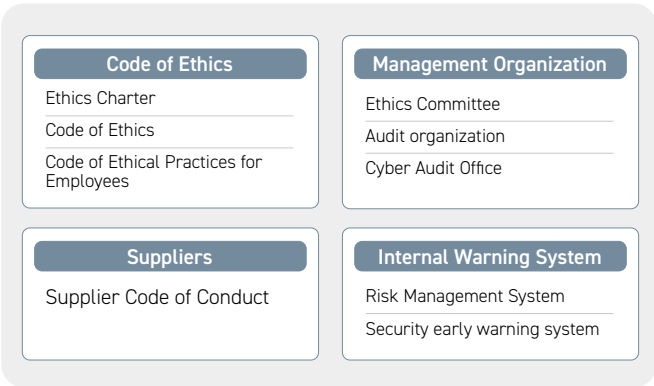 Code of Ethics
Ethics Charter
Code of Ethics
Code of Ethical Practices for
Employees
Management Organization
Ethics Committee
Audit organization
Cyber Audit Office
Suppliers
Supplier Code of Conduct
Internal Warning System
Risk Management System
Security early warning system